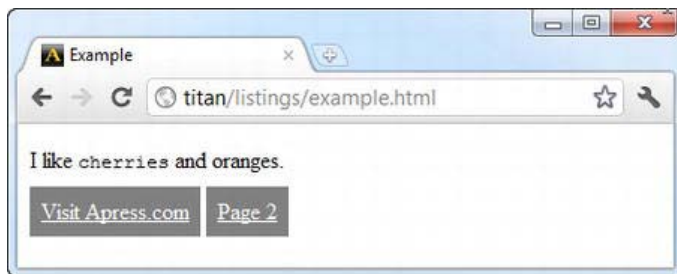 Example
titan/listings/example.html
I like cherries and oranges.
Visit Apress.com Page 2